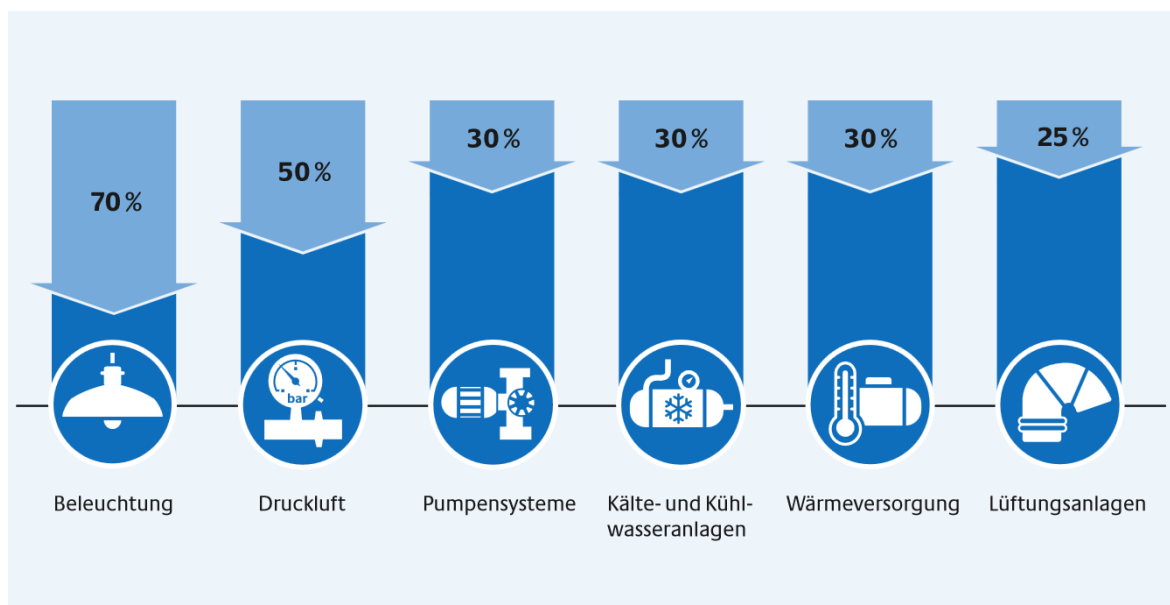 70 %
50 %
30 %
30 %
30 %
25 %
bar
Beleuchtung
Druckluft
Pumpensysteme
Kälte- und Kühl-
wasseranlagen
Wärmeversorgung
Lüftungsanlagen